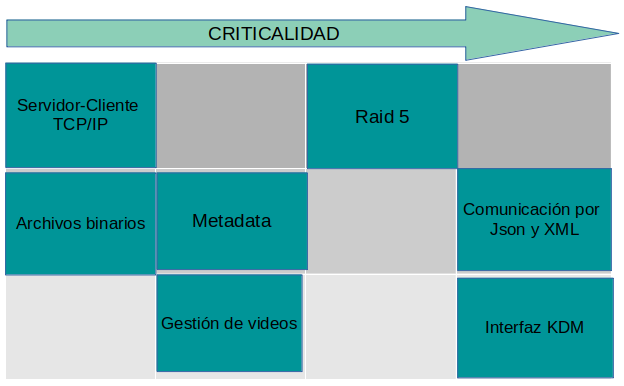 CRITICALIDAD
Servidor-Cliente
TCP/IP
Raid 5
Archivos binarios
Metadata
Comunicación por
Json y XML
Gestión de videos
Interfaz KDM